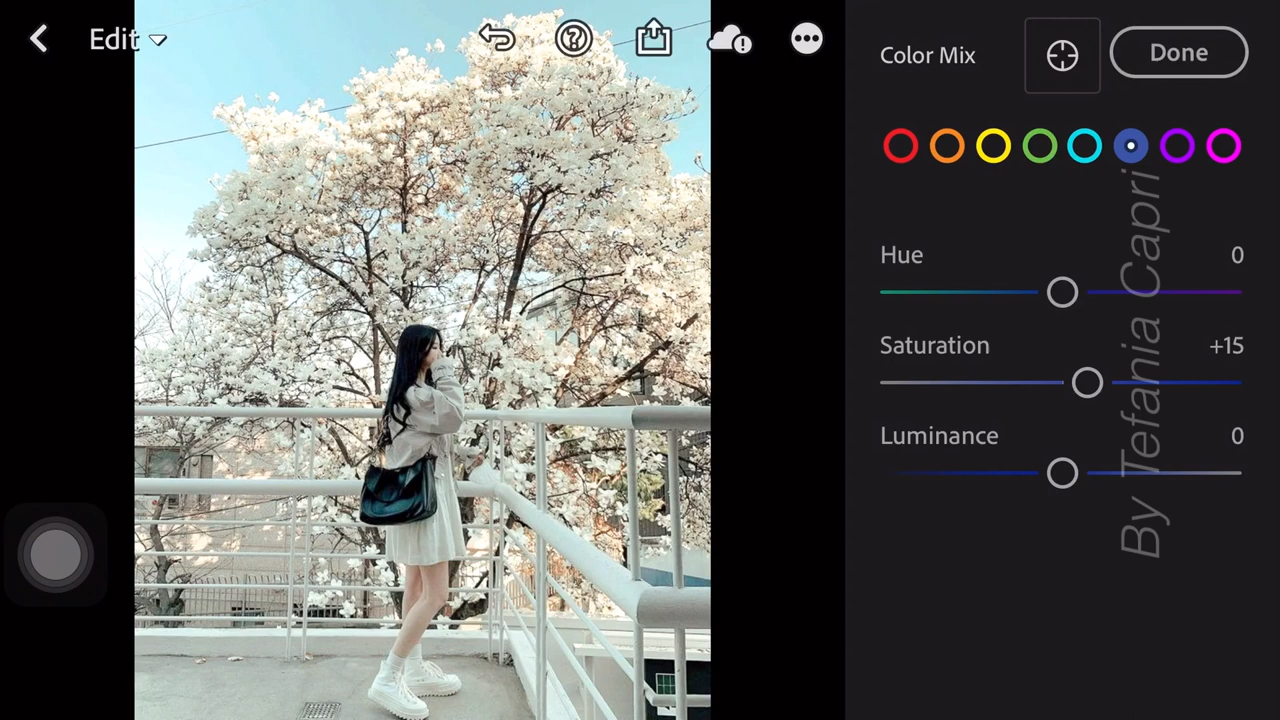 Edit
Color Mix
Done
Hue
0
Saturation
+15
Luminance
0
By Tefania Capri